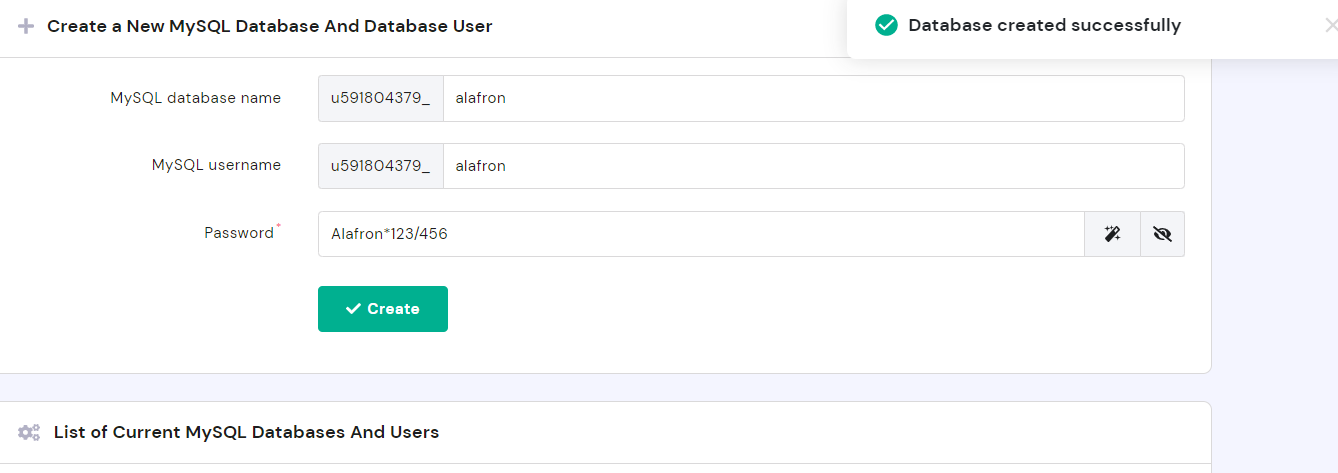 Create a New MySQL Database And Database User
Database created successfully
MySQL database name
u591804379_
alafron
MySQL username
u591804379_
alafron
Password*
Alafron*123/456
Create
List of Current MySQL Databases And Users